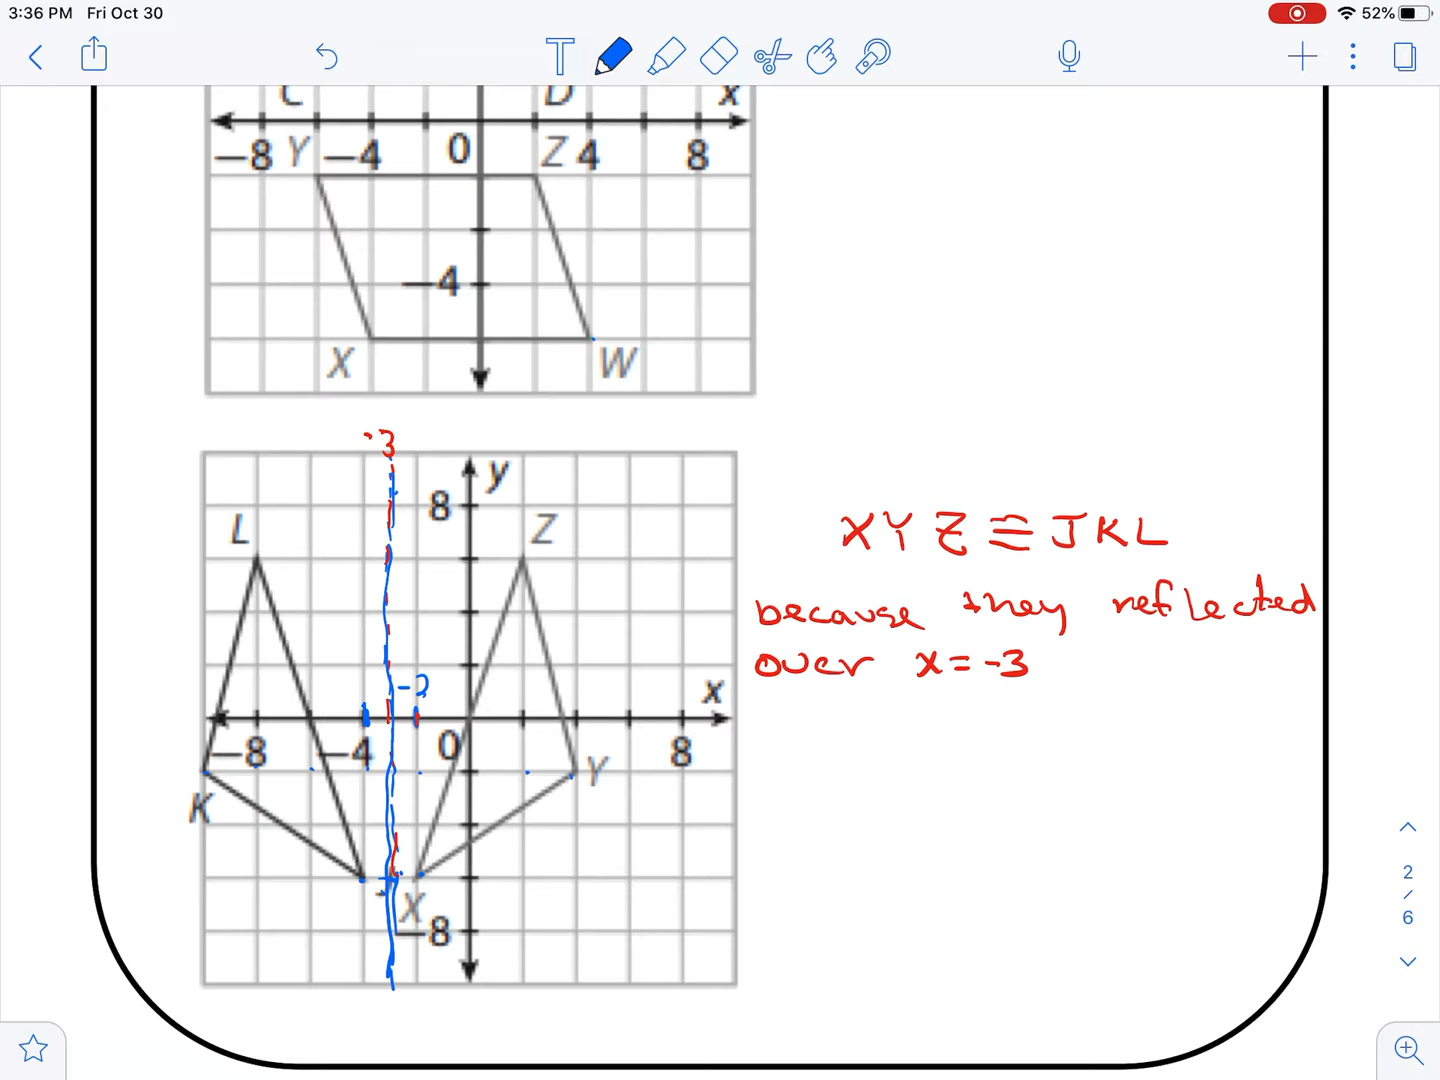 3:36 PM Fri Oct 30
52%
T
C D x
−8 Y −4 0 Z 4 8
−4
X W
-3
y
8
L Z
XYZ ≅ JKL
because they reflected
over x = -3
-2
x
−8 −4 0 8
K Y
X
−8
2
/
6